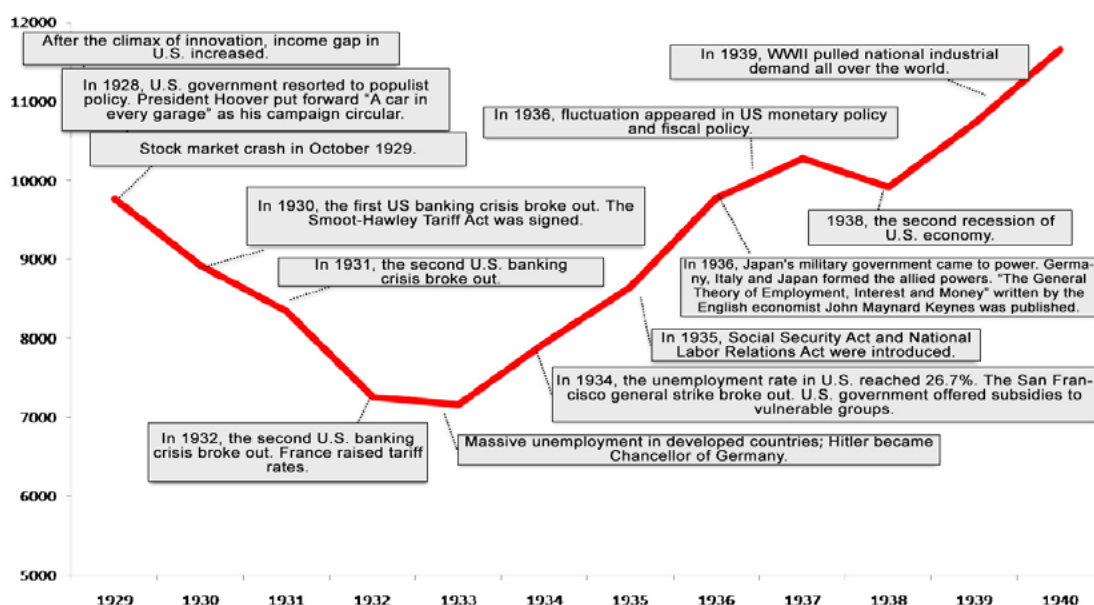 12000
After the climax of innovation, income gap in
U.S. increased.
In 1928, U.S. government resorted to populist
policy. President Hoover put forward "A car in
every garage" as his campaign circular.
Stock market crash in October 1929.
In 1930, the first US banking crisis broke out. The
Smoot-Hawley Tariff Act was signed.
In 1931, the second U.S. banking
crisis broke out.
In 1932, the second U.S. banking
crisis broke out. France raised tariff
rates.
Massive unemployment in developed countries; Hitler became
Chancellor of Germany.
In 1934, the unemployment rate in U.S. reached 26.7%. The San Fran-
cisco general strike broke out. U.S. government offered subsidies to
vulnerable groups.
In 1935, Social Security Act and National
Labor Relations Act were introduced.
In 1936, Japan's military government came to power. Germa-
ny, Italy and Japan formed the allied powers. "The General
Theory of Employment, Interest and Money" written by the
English economist John Maynard Keynes was published.
In 1936, fluctuation appeared in US monetary policy
and fiscal policy.
1938, the second recession of
U.S. economy.
In 1939, WWII pulled national industrial
demand all over the world.
11000
10000
9000
8000
7000
6000
5000
1929 1930 1931 1932 1933 1934 1935 1936 1937 1938 1939 1940